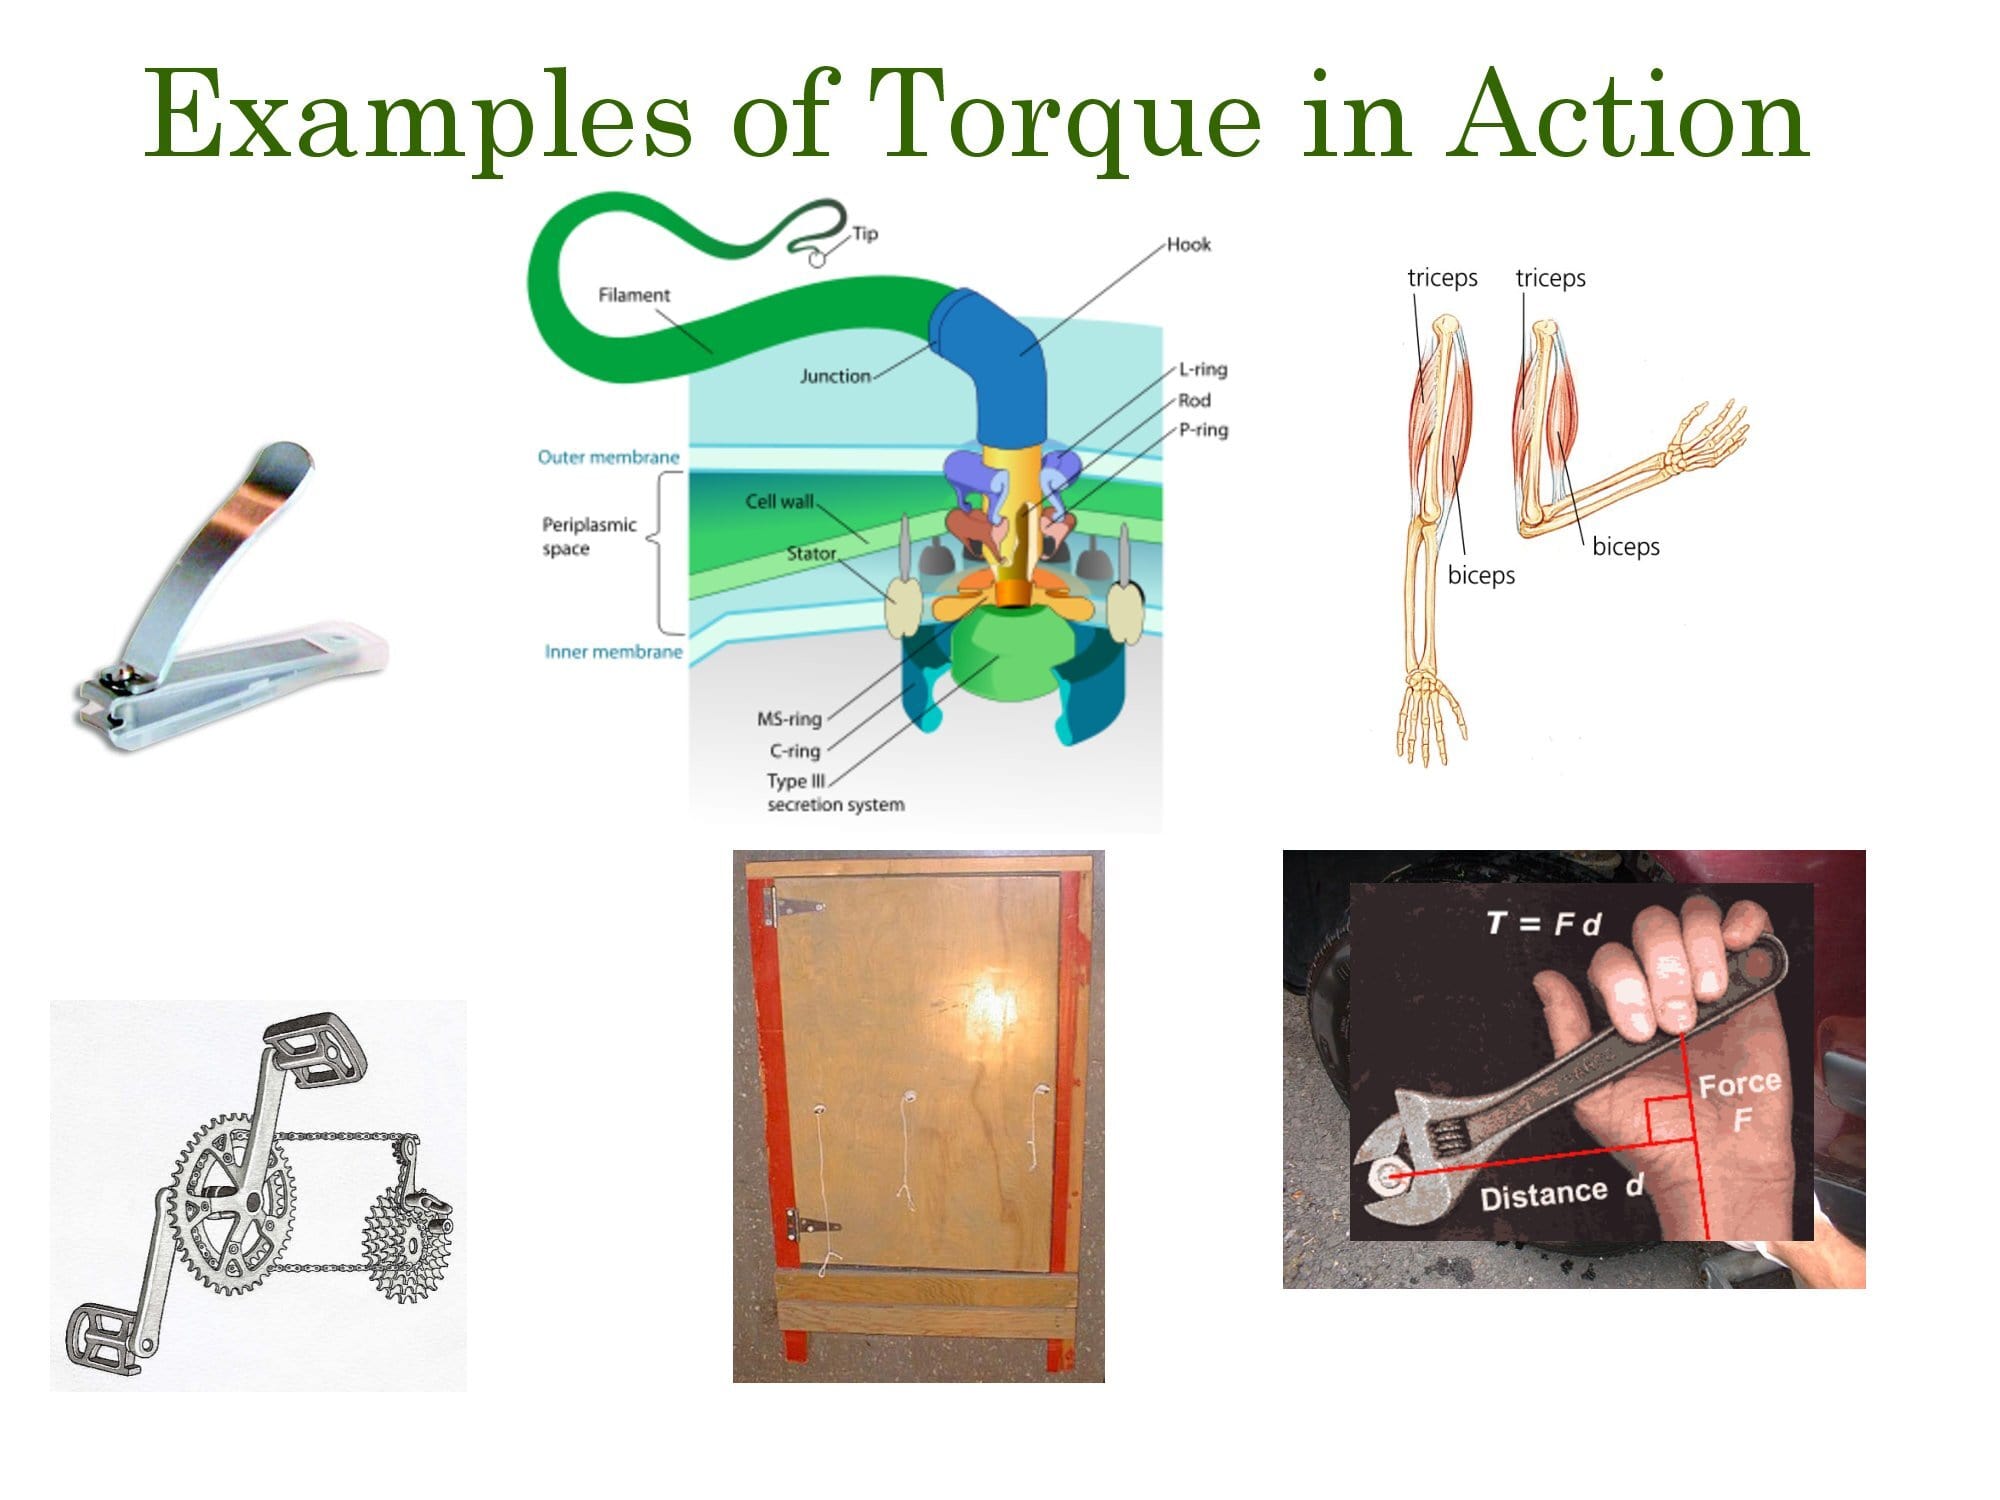 Examples of Torque in Action
Tip
Hook
Filament
Junction
L-ring
Rod
P-ring
Outer membrane
Cell wall
Periplasmic
space
Stator
Inner membrane
MS-ring
C-ring
Type III
secretion system
triceps
triceps
biceps
biceps
T = F d
Force
F
Distance d